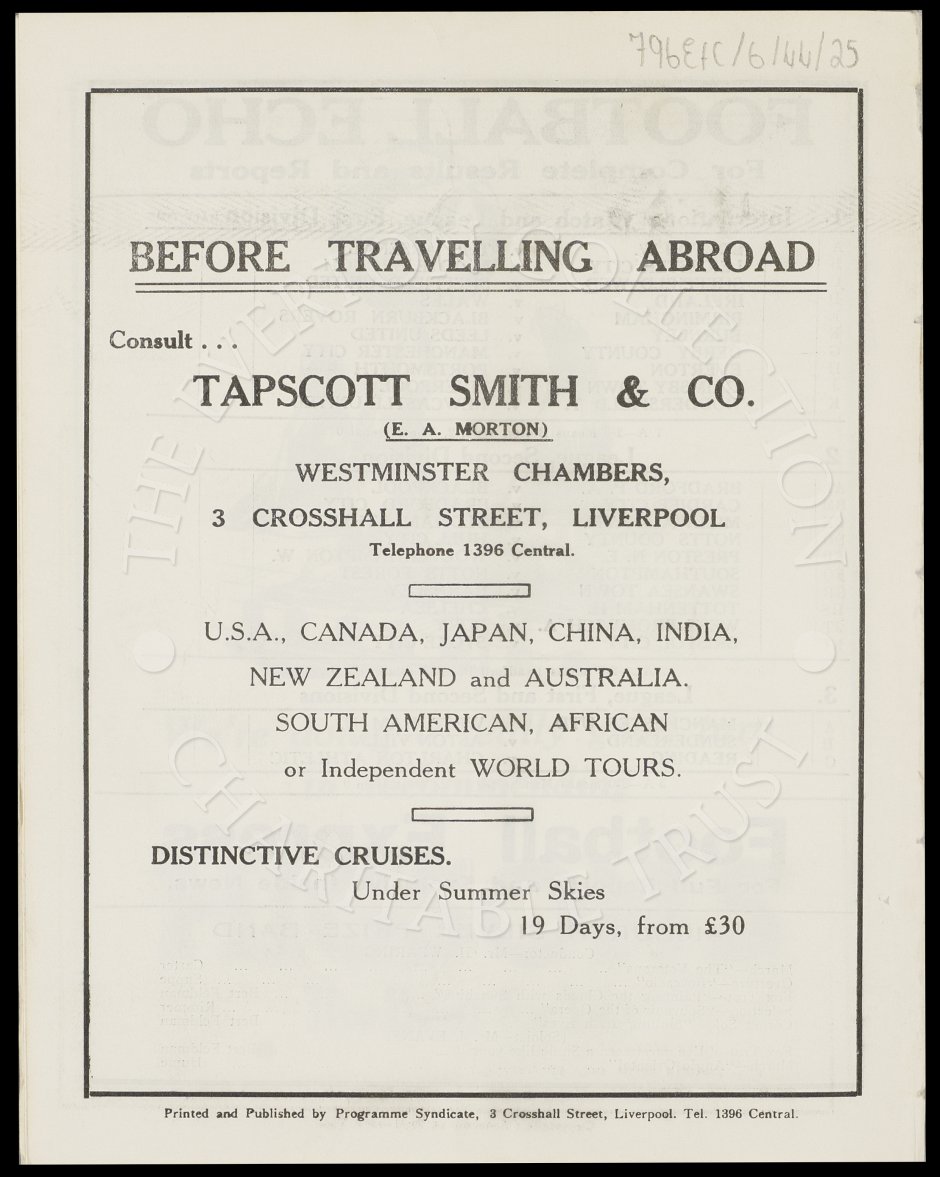 796EFC/6/44/25
BEFORE TRAVELLING ABROAD
Consult . . .
TAPSCOTT SMITH & CO.
(E. A. MORTON)
WESTMINSTER CHAMBERS,
3 CROSSHALL STREET, LIVERPOOL
Telephone 1396 Central.
U.S.A., CANADA, JAPAN, CHINA, INDIA,
NEW ZEALAND and AUSTRALIA.
SOUTH AMERICAN, AFRICAN
or Independent WORLD TOURS.
DISTINCTIVE CRUISES.
Under Summer Skies
19 Days, from £30
Printed and Published by Programme Syndicate, 3 Crosshall Street, Liverpool. Tel. 1396 Central.
THE EVERTON COLLECTION
CHARITABLE TRUST